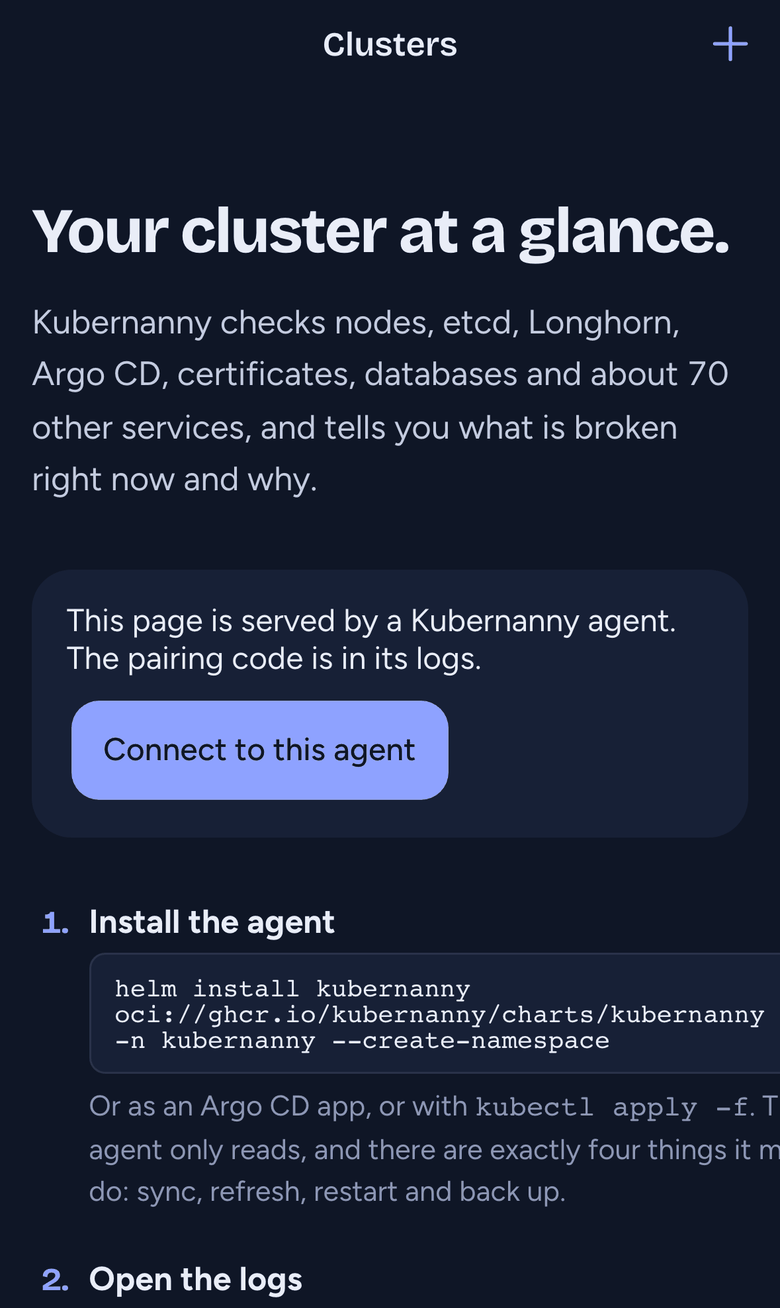 Clusters
Your cluster at a glance.
Kubernanny checks nodes, etcd, Longhorn,
Argo CD, certificates, databases and about 70
other services, and tells you what is broken
right now and why.
This page is served by a Kubernanny agent.
The pairing code is in its logs.
Connect to this agent
1. Install the agent
helm install kubernanny
oci://ghcr.io/kubernanny/charts/kubernanny
-n kubernanny --create-namespace
Or as an Argo CD app, or with kubectl apply -f.
agent only reads, and there are exactly four things it
do: sync, refresh, restart and back up.
2. Open the logs